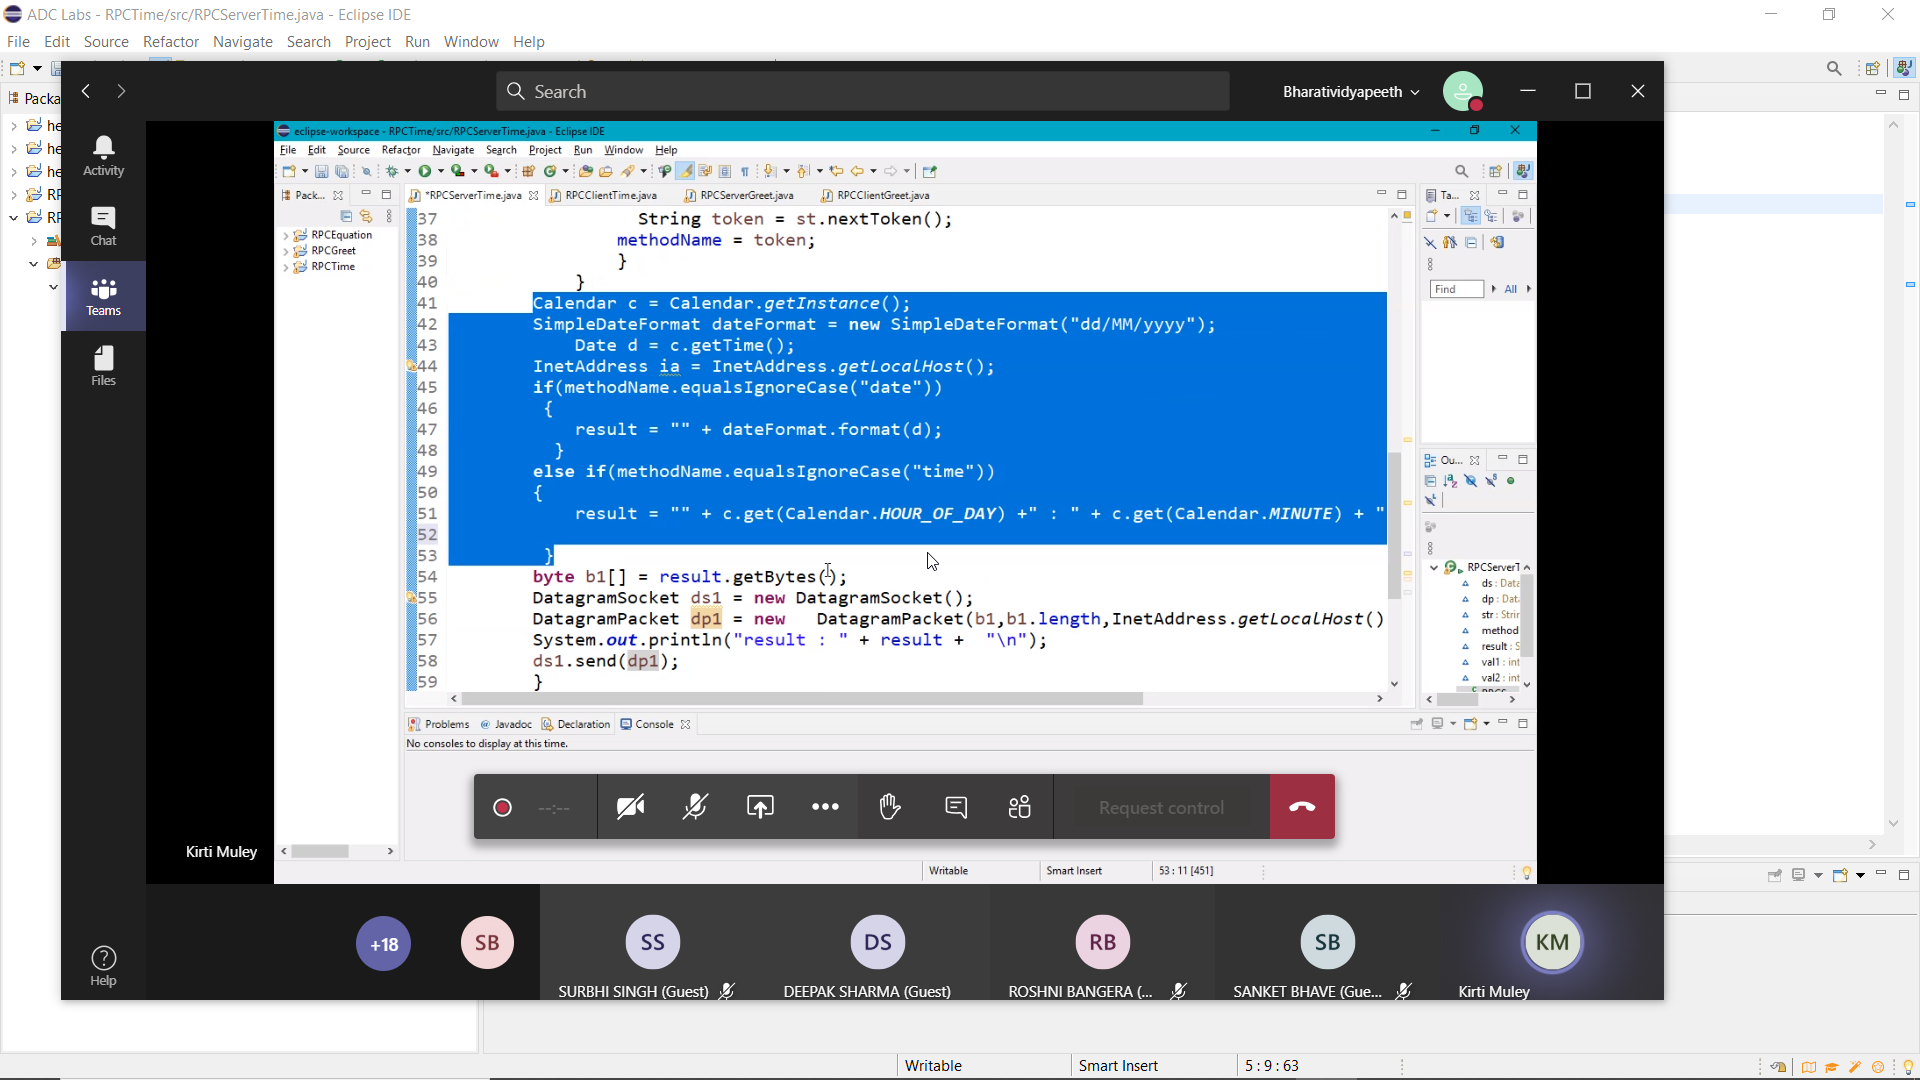 ADC Labs - RPCTime/src/RPCServerTime.java - Eclipse IDE
File Edit Source Refactor Navigate Search Project Run Window Help
Packa
he
he
he
RP
RP
Search
Bharatividyapeeth
Activity
Chat
Teams
Files
Help
eclipse-workspace - RPCTime/src/RPCServerTime.java - Eclipse IDE
File Edit Source Refactor Navigate Search Project Run Window Help
Pack...
*RPCServerTime.java RPCClientTime.java RPCServerGreet.java RPCClientGreet.java
Ta...
RPCEquation
RPCGreet
RPCTime
37 String token = st.nextToken();
38 methodName = token;
39 }
40 }
41 Calendar c = Calendar.getInstance();
42 SimpleDateFormat dateFormat = new SimpleDateFormat("dd/MM/yyyy");
43 Date d = c.getTime();
44 InetAddress ia = InetAddress.getLocalHost();
45 if(methodName.equalsIgnoreCase("date"))
46 {
47 result = "" + dateFormat.format(d);
48 }
49 else if(methodName.equalsIgnoreCase("time"))
50 {
51 result = "" + c.get(Calendar.HOUR_OF_DAY) +" : " + c.get(Calendar.MINUTE) + "
52
53 }
54 byte b1[] = result.getBytes();
55 DatagramSocket ds1 = new DatagramSocket();
56 DatagramPacket dp1 = new DatagramPacket(b1,b1.length,InetAddress.getLocalHost()
57 System.out.println("result : " + result + "\n");
58 ds1.send(dp1);
59 }
Find All
Ou...
RPCServerT
ds : Data
dp : Dat
str : Strin
method
result : S
val1 : int
val2 : int
Problems @ Javadoc Declaration Console
No consoles to display at this time.
--:--
Request control
Kirti Muley
Writable Smart Insert 53 : 11 [451]
+18
SB
SS
SURBHI SINGH (Guest)
DS
DEEPAK SHARMA (Guest)
RB
ROSHNI BANGERA (...
SB
SANKET BHAVE (Gue...
KM
Kirti Muley
Writable Smart Insert 5 : 9 : 63